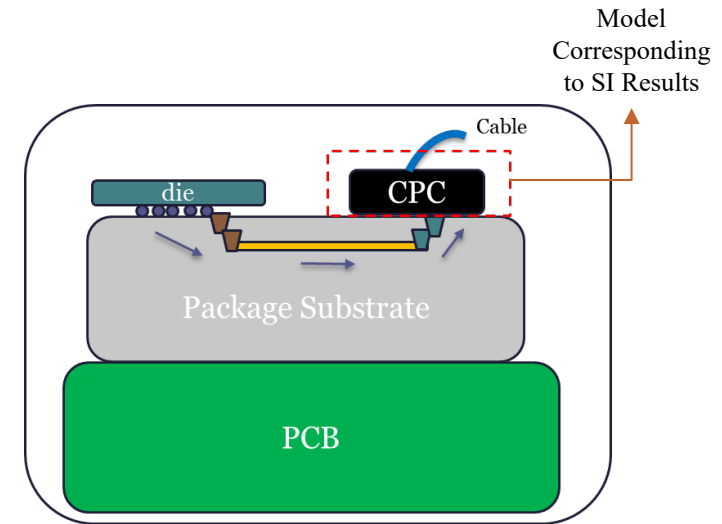 Model
Corresponding
to SI Results
Cable
die
CPC
Package Substrate
PCB